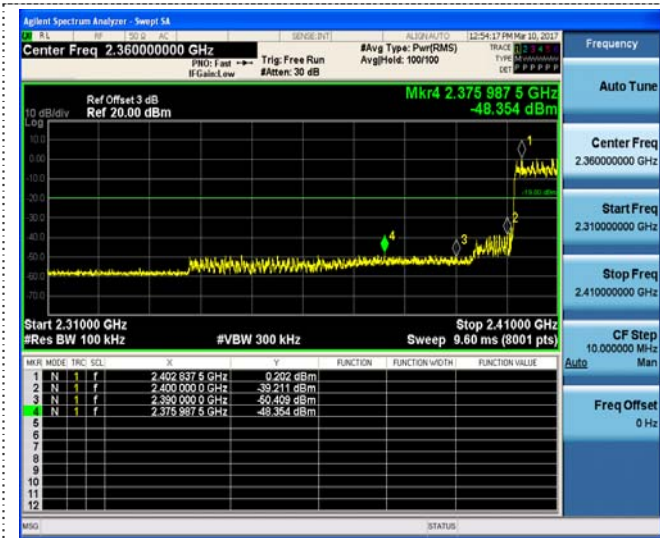 Agilent Spectrum Analyzer - Swept SA
RL RF 50 Ω AC SENSE:INT ALIGN AUTO 12:54:17 PM Mar 10, 2017
Center Freq 2.360000000 GHz
PNO: Fast
IFGain:Low
Trig: Free Run
#Atten: 30 dB
#Avg Type: Pwr(RMS)
Avg|Hold: 100/100
TRACE 1 2 3 4 5 6
TYPE
DET P P P P P P
Ref Offset 3 dB
Ref 20.00 dBm
10 dB/div
Log
Mkr4 2.375 987 5 GHz
-48.354 dBm
10.0
0.00
-10.0
-20.0
-30.0
-40.0
-50.0
-60.0
-70.0
1
2
3
4
-19.80 dBm
Start 2.31000 GHz
Stop 2.41000 GHz
#Res BW 100 kHz
#VBW 300 kHz
Sweep 9.60 ms (8001 pts)
MKR MODE TRC SCL X Y FUNCTION FUNCTION WIDTH FUNCTION VALUE
1 N 1 f 2.402 837 5 GHz 0.202 dBm
2 N 1 f 2.400 000 0 GHz -39.211 dBm
3 N 1 f 2.390 000 0 GHz -50.409 dBm
4 N 1 f 2.375 987 5 GHz -48.354 dBm
5
6
7
8
9
10
11
12
MSG STATUS
Frequency
Auto Tune
Center Freq
2.360000000 GHz
Start Freq
2.310000000 GHz
Stop Freq
2.410000000 GHz
CF Step
10.000000 MHz
Auto Man
Freq Offset
0 Hz